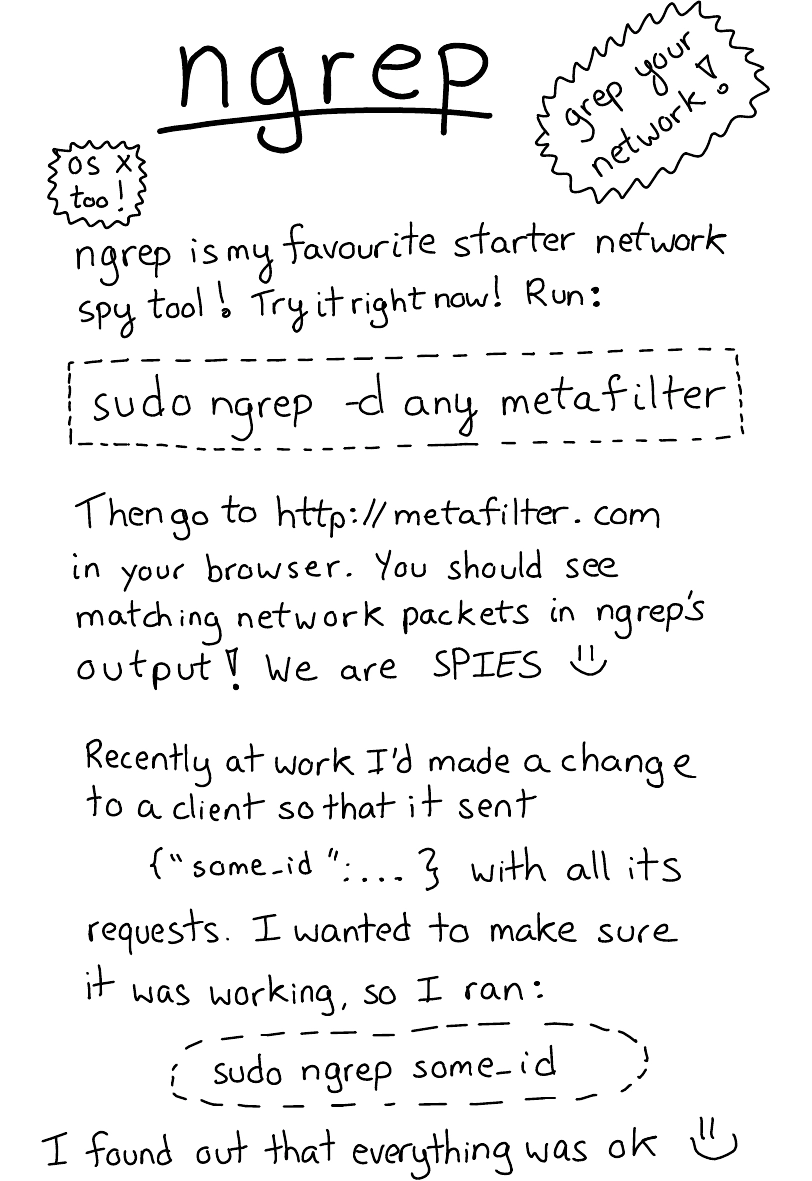 ngrep
grep your
network!
OS X
too!
ngrep is my favourite starter network
spy tool! Try it right now! Run:
sudo ngrep -d any metafilter
Then go to http://metafilter.com
in your browser. You should see
matching network packets in ngrep's
output! We are SPIES
Recently at work I'd made a change
to a client so that it sent
{"some_id":...} with all its
requests. I wanted to make sure
it was working, so I ran:
sudo ngrep some_id
I found out that everything was ok